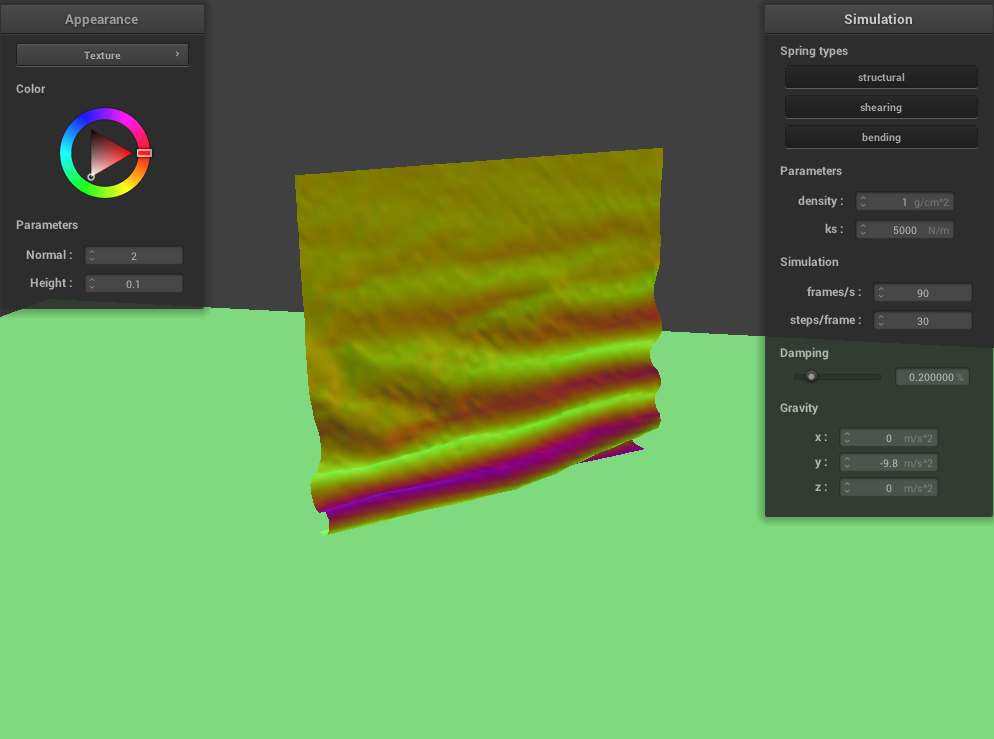 Appearance
Texture
Color
Parameters
Normal : 2
Height : 0.1
Simulation
Spring types
structural
shearing
bending
Parameters
density : 1 g/cm^2
ks : 5000 N/m
Simulation
frames/s : 90
steps/frame : 30
Damping
0.200000 %
Gravity
x : 0 m/s^2
y : -9.8 m/s^2
z : 0 m/s^2